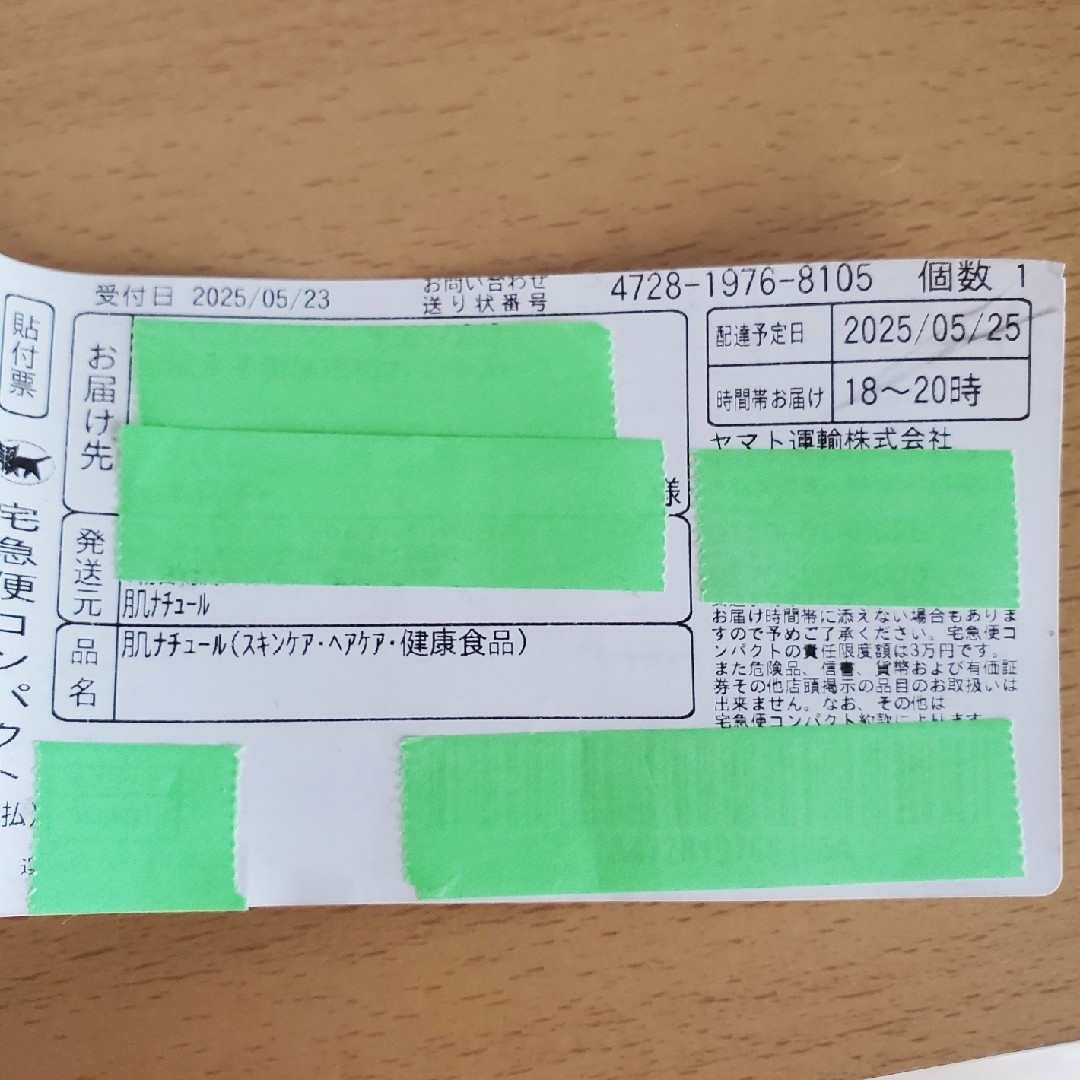 受付日 2025/05/23
お問い合わせ
送り状番号
4728-1976-8105
個数 1
貼付票
宅急便コンパクト
お届け先
様
配達予定日 2025/05/25
時間帯お届け 18～20時
ヤマト運輸株式会社
発送元
肌ナチュール
品名
肌ナチュール(スキンケア・ヘアケア・健康食品)
お届け時間帯に添えない場合もありま
すので予めご了承ください。宅急便コ
ンパクトの責任限度額は3万円です。
また危険品、信書、貨幣および有価証
券その他店頭掲示の品目のお取扱いは
出来ません。なお、その他は
宅急便コンパクト約款によります
払